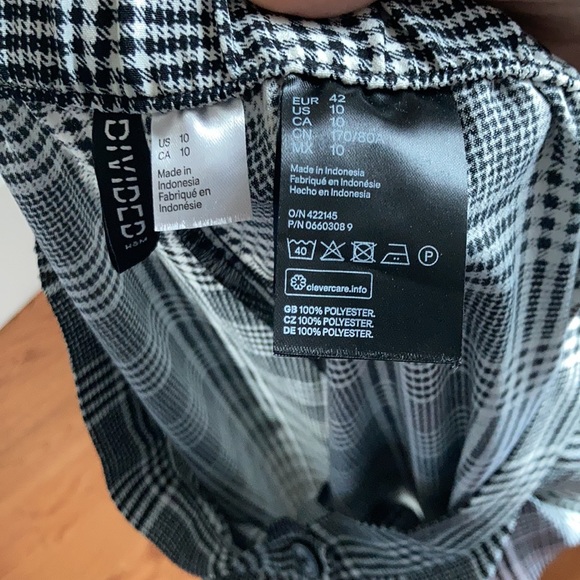 DIVIDED
H&M
US 10
CA 10
Made in
Indonesia
Fabriqué en
Indonésie
EUR 42
US 10
CA 10
CN 170/80A
MX 10
Made in Indonesia
Fabriqué en Indonésie
Hecho en Indonesia
O/N 422145
P/N 0660308 9
40 P
clevercare.info
GB 100% POLYESTER.
CZ 100% POLYESTER.
DE 100% POLYESTER.